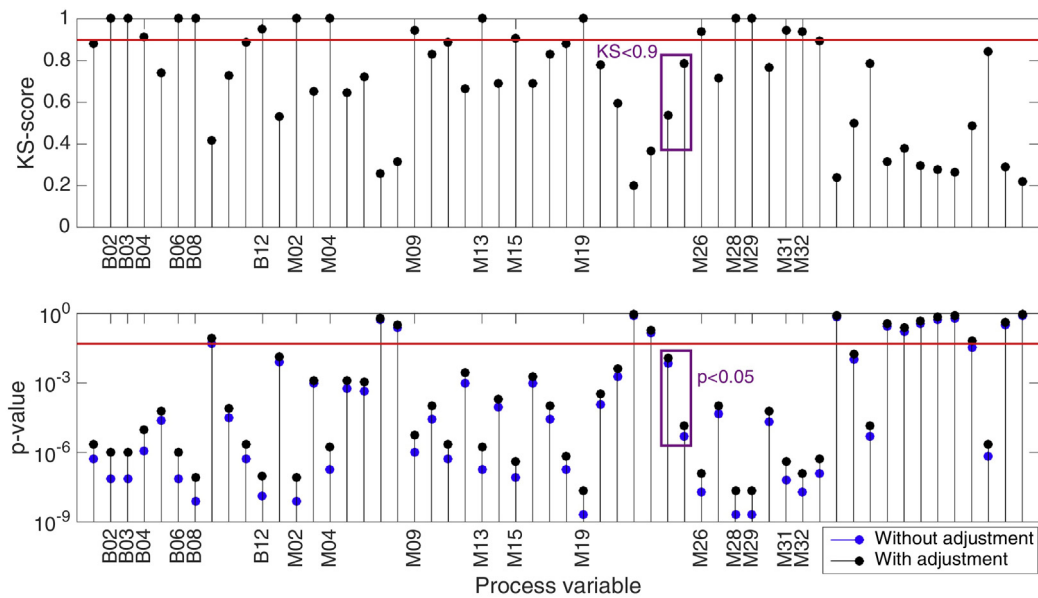 KS-score
1
0.8
0.6
0.4
0.2
0
KS<0.9
B02 B03 B04 B06 B08 B12 M02 M04 M09 M13 M15 M19 M26 M28 M29 M31 M32
p-value
10^0
10^-3
10^-6
10^-9
p<0.05
B02 B03 B04 B06 B08 B12 M02 M04 M09 M13 M15 M19 M26 M28 M29 M31 M32
Process variable
Without adjustment
With adjustment